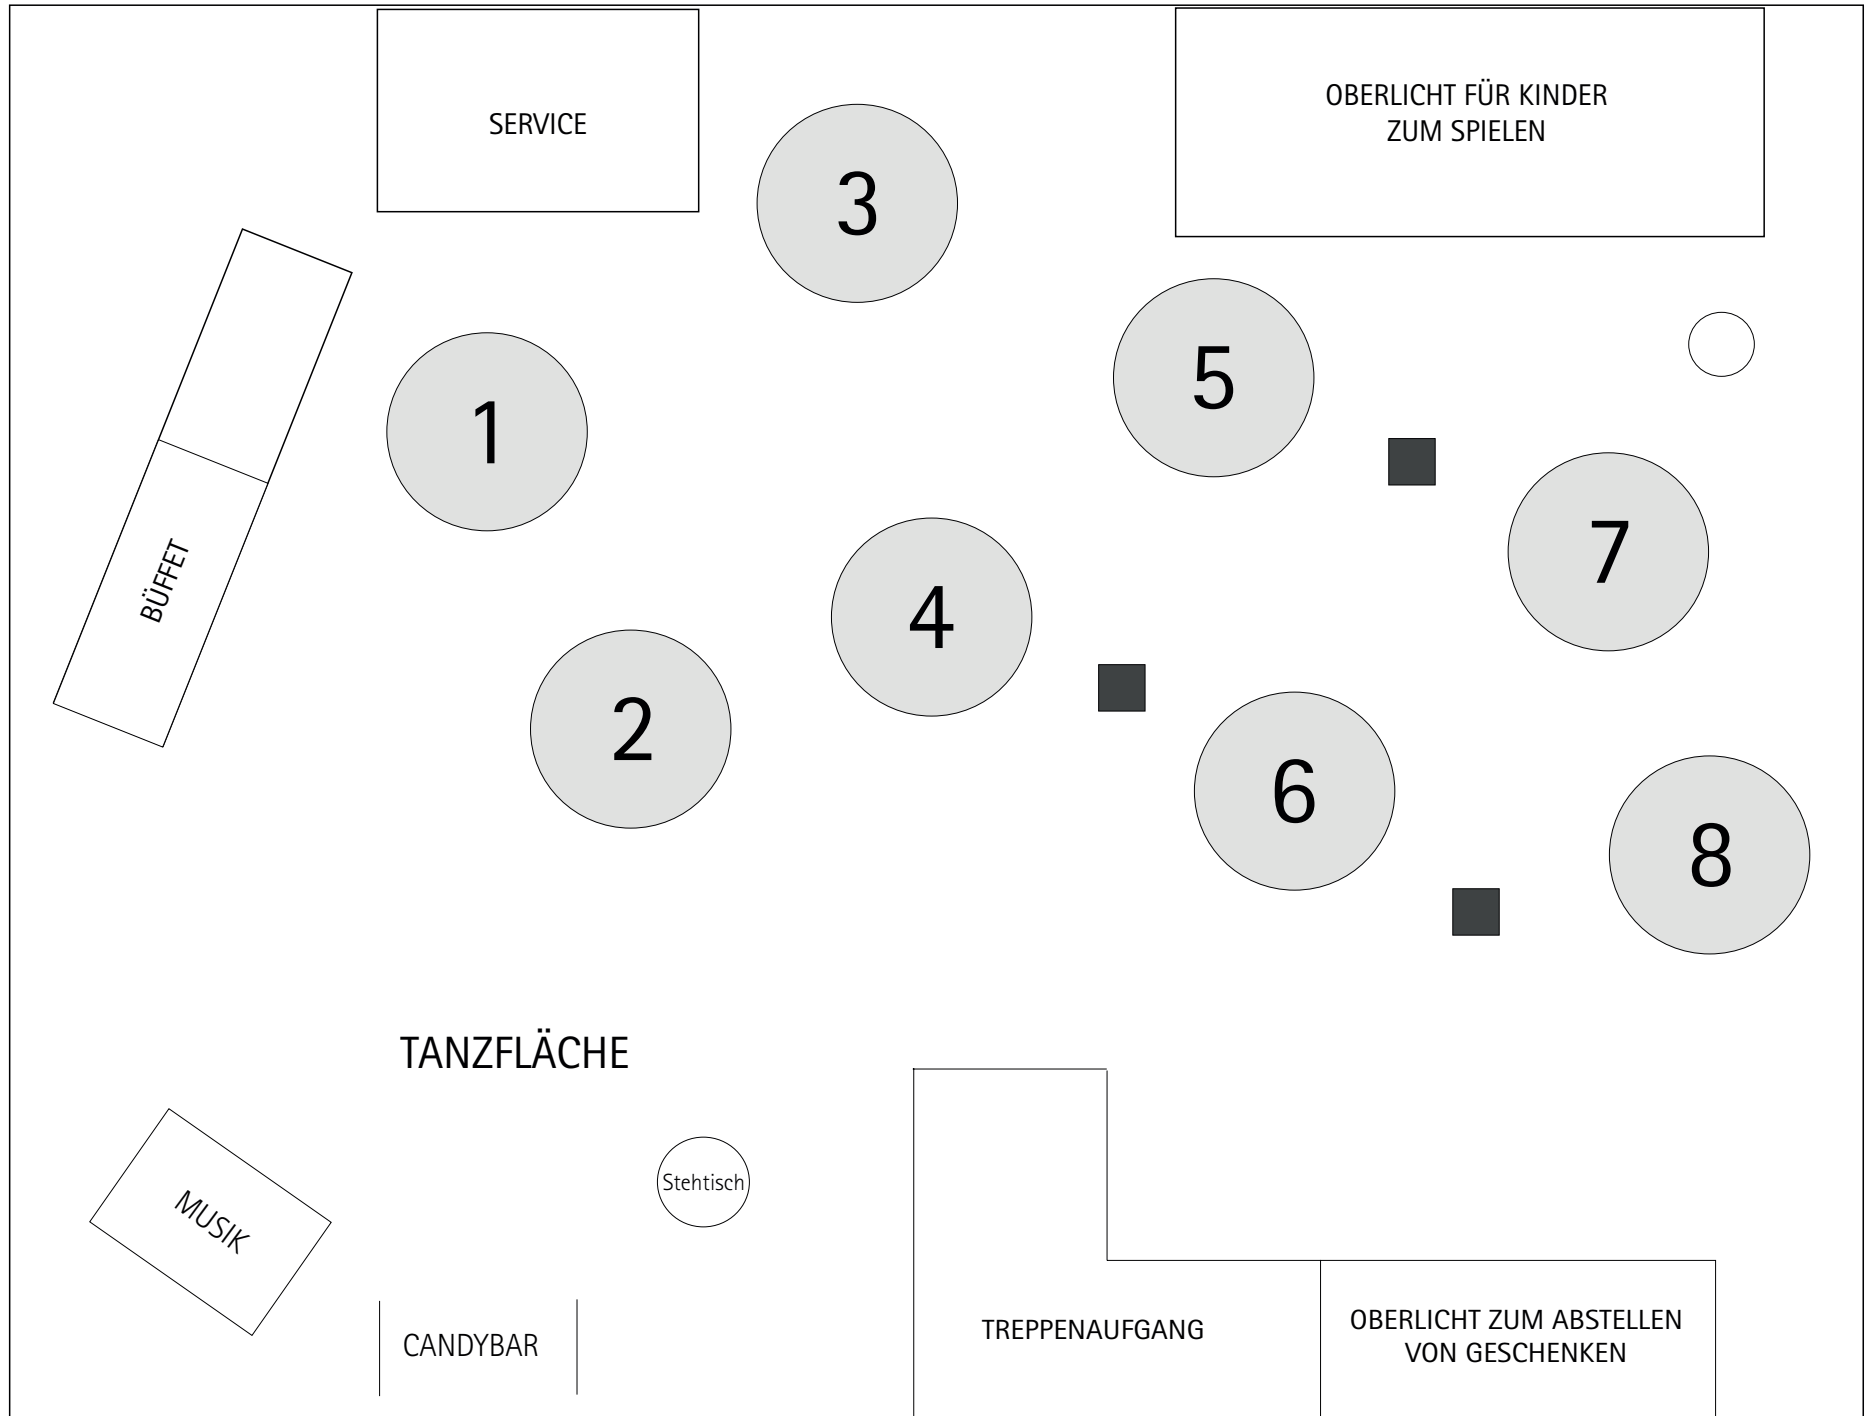 SERVICE
OBERLICHT FÜR KINDER
ZUM SPIELEN
3
5
1
7
BÜFFET
4
2
6
8
TANZFLÄCHE
Stehtisch
MUSIK
CANDYBAR
TREPPENAUFGANG
OBERLICHT ZUM ABSTELLEN
VON GESCHENKEN